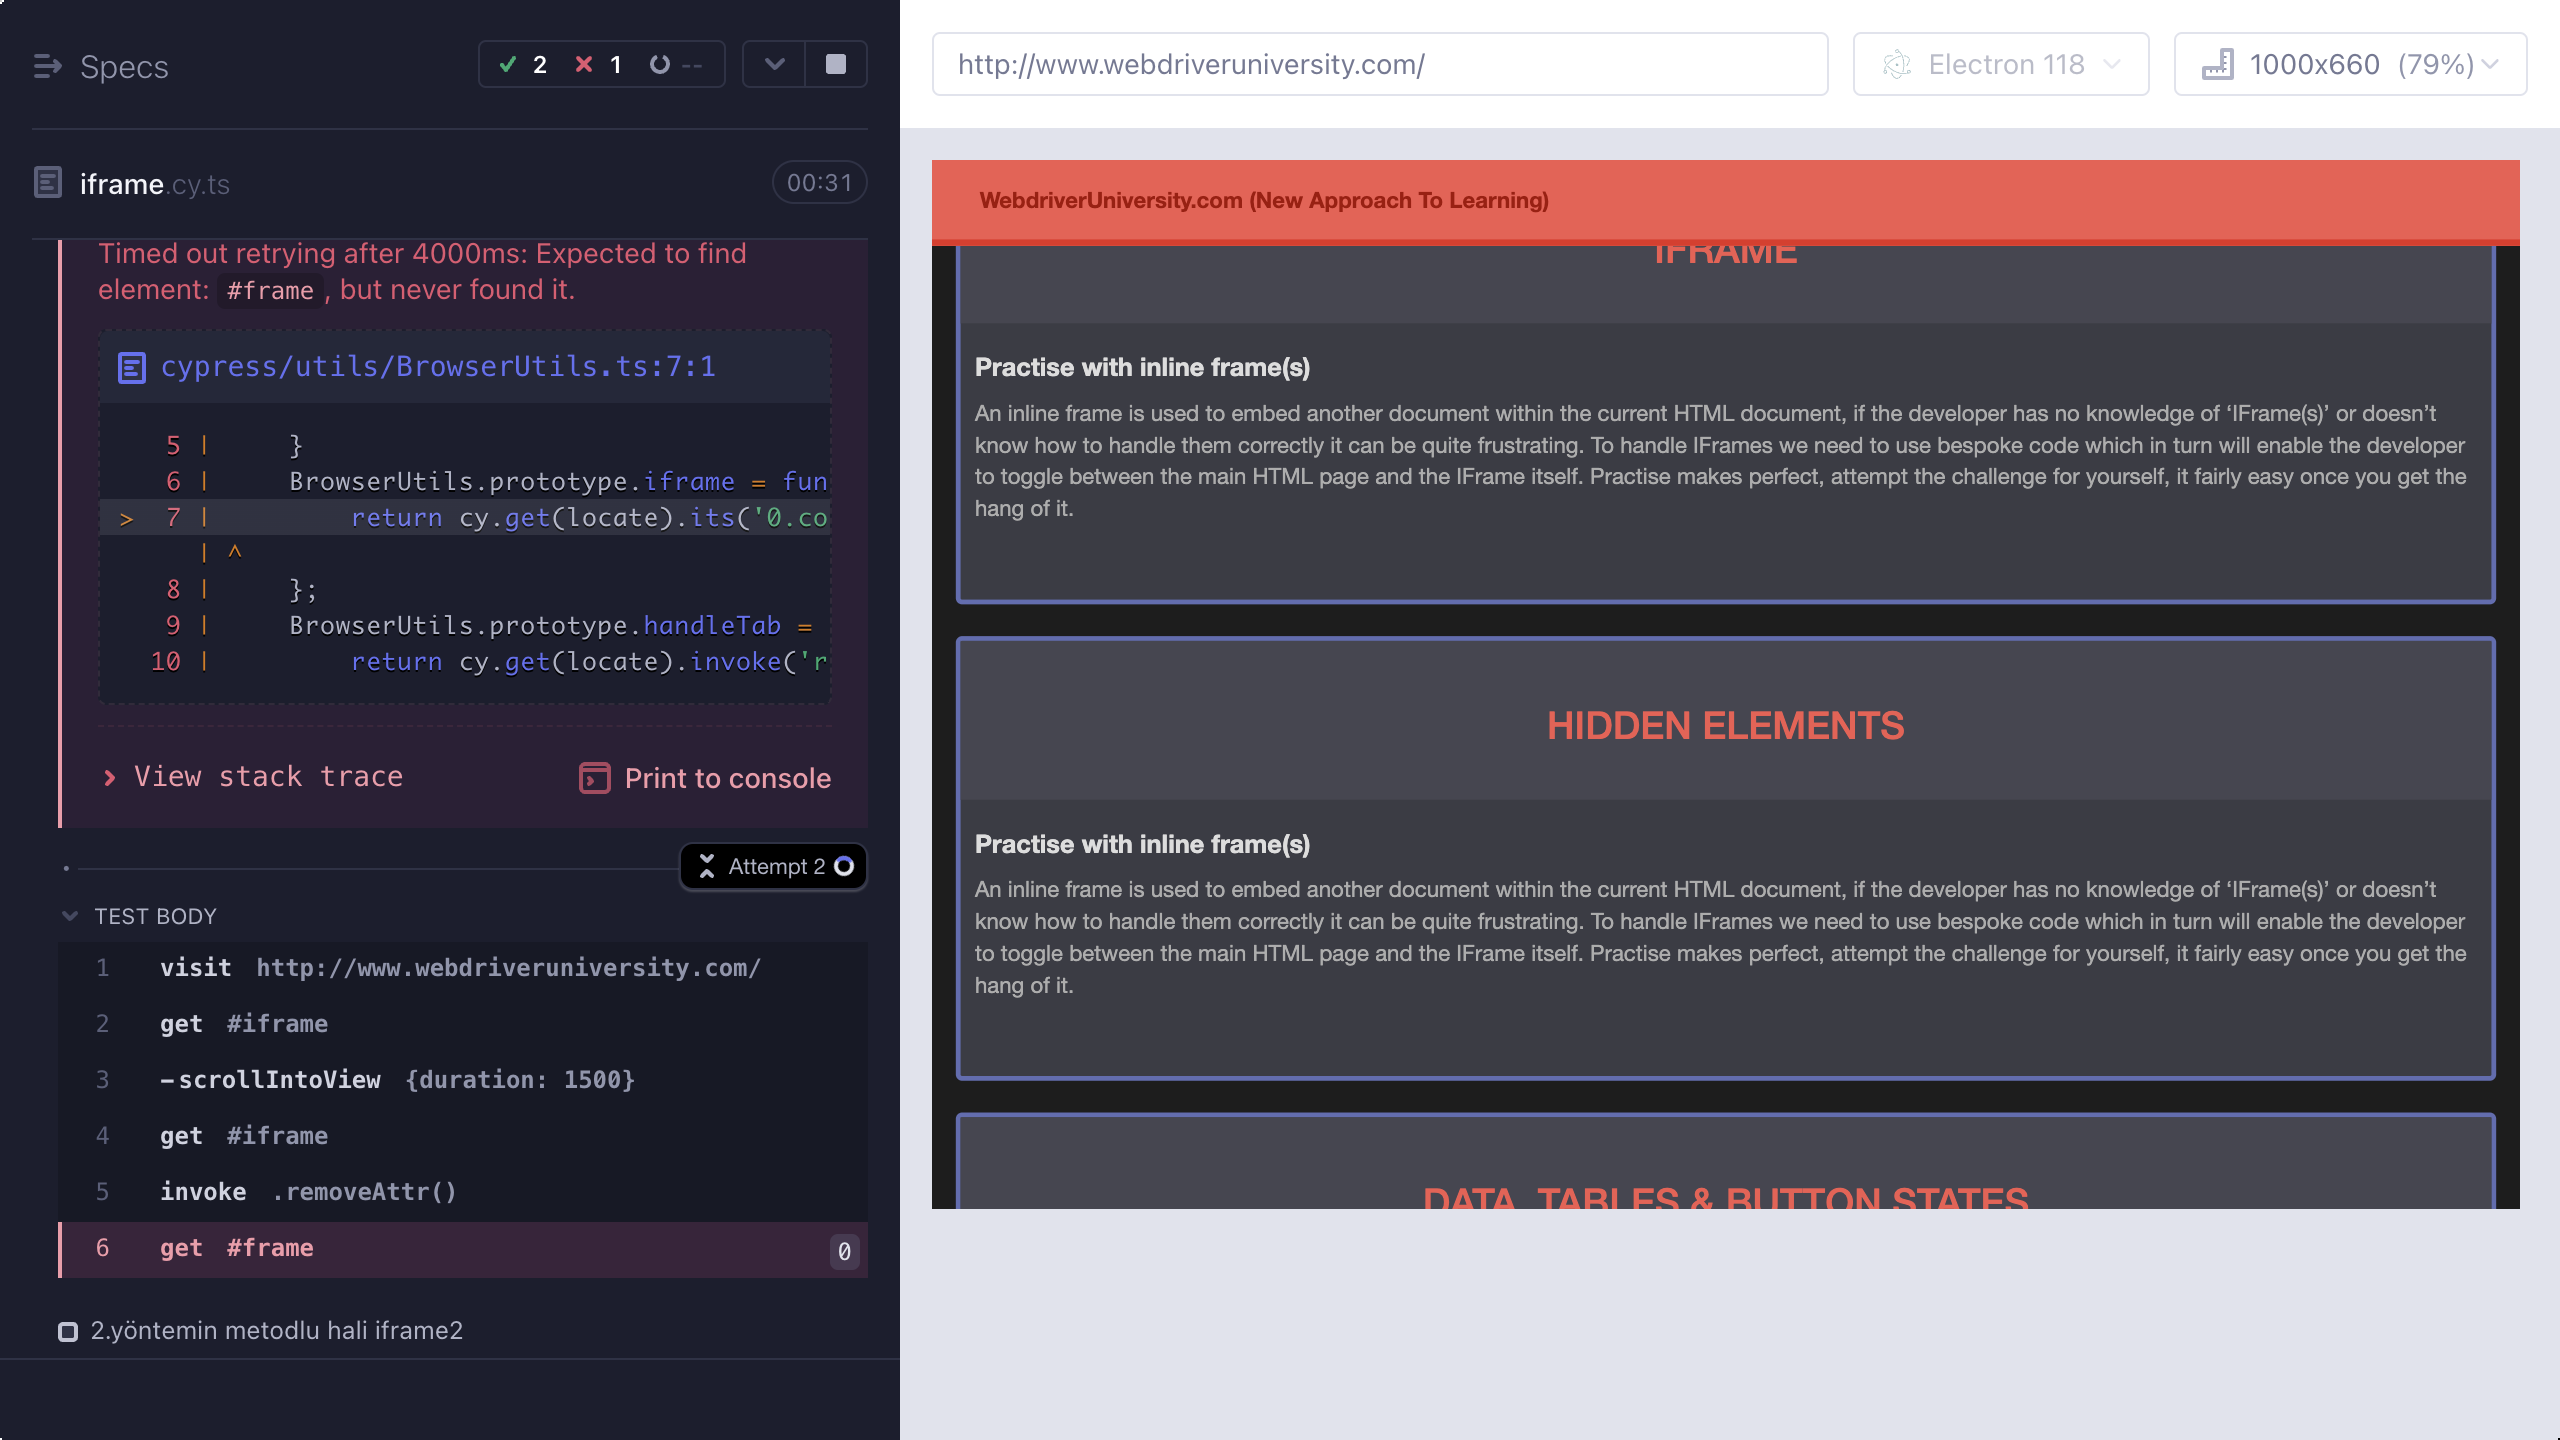 Specs
2 1 --
iframe.cy.ts 00:31
Timed out retrying after 4000ms: Expected to find
element: #frame , but never found it.
cypress/utils/BrowserUtils.ts:7:1
5 | }
6 | BrowserUtils.prototype.iframe = fun
> 7 | return cy.get(locate).its('0.co
| ^
8 | };
9 | BrowserUtils.prototype.handleTab =
10 | return cy.get(locate).invoke('r
View stack trace Print to console
Attempt 2
TEST BODY
1 visit http://www.webdriveruniversity.com/
2 get #iframe
3 -scrollIntoView {duration: 1500}
4 get #iframe
5 invoke .removeAttr()
6 get #frame 0
2.yöntemin metodlu hali iframe2
http://www.webdriveruniversity.com/ Electron 118 1000x660 (79%)
WebdriverUniversity.com (New Approach To Learning)
IFRAME
Practise with inline frame(s)
An inline frame is used to embed another document within the current HTML document, if the developer has no knowledge of ‘IFrame(s)’ or doesn’t
know how to handle them correctly it can be quite frustrating. To handle IFrames we need to use bespoke code which in turn will enable the developer
to toggle between the main HTML page and the IFrame itself. Practise makes perfect, attempt the challenge for yourself, it fairly easy once you get the
hang of it.
HIDDEN ELEMENTS
Practise with inline frame(s)
An inline frame is used to embed another document within the current HTML document, if the developer has no knowledge of ‘IFrame(s)’ or doesn’t
know how to handle them correctly it can be quite frustrating. To handle IFrames we need to use bespoke code which in turn will enable the developer
to toggle between the main HTML page and the IFrame itself. Practise makes perfect, attempt the challenge for yourself, it fairly easy once you get the
hang of it.
DATA, TABLES & BUTTON STATES